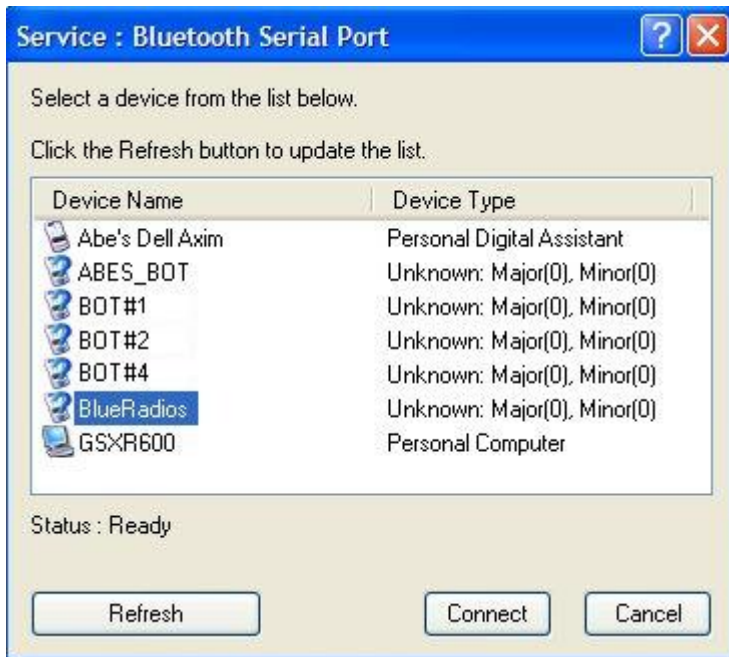 Service : Bluetooth Serial Port
Select a device from the list below.
Click the Refresh button to update the list.
Device Name Device Type
Abe's Dell Axim Personal Digital Assistant
ABES_BOT Unknown: Major(0), Minor(0)
BOT#1 Unknown: Major(0), Minor(0)
BOT#2 Unknown: Major(0), Minor(0)
BOT#4 Unknown: Major(0), Minor(0)
BlueRadios Unknown: Major(0), Minor(0)
GSXR600 Personal Computer
Status : Ready
Refresh Connect Cancel